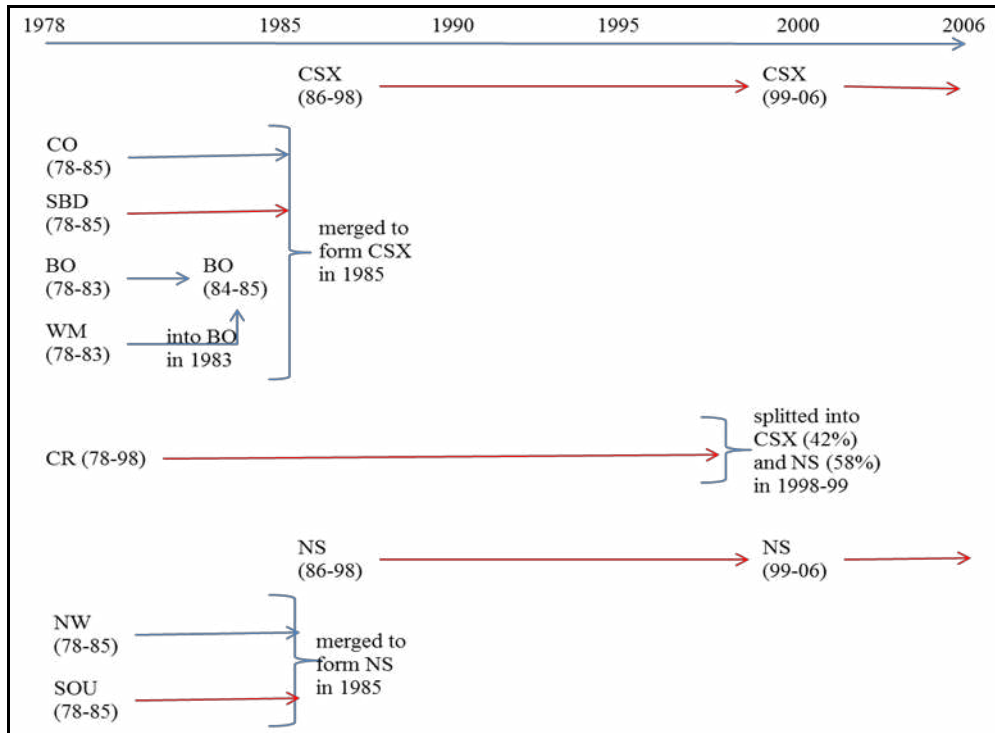 1978 1985 1990 1995 2000 2006
CSX
(86-98)
CSX
(99-06)
CO
(78-85)
SBD
(78-85)
BO
(78-83)
BO
(84-85)
WM
(78-83)
into BO
in 1983
merged to
form CSX
in 1985
CR (78-98)
splitted into
CSX (42%)
and NS (58%)
in 1998-99
NS
(86-98)
NS
(99-06)
NW
(78-85)
SOU
(78-85)
merged to
form NS
in 1985